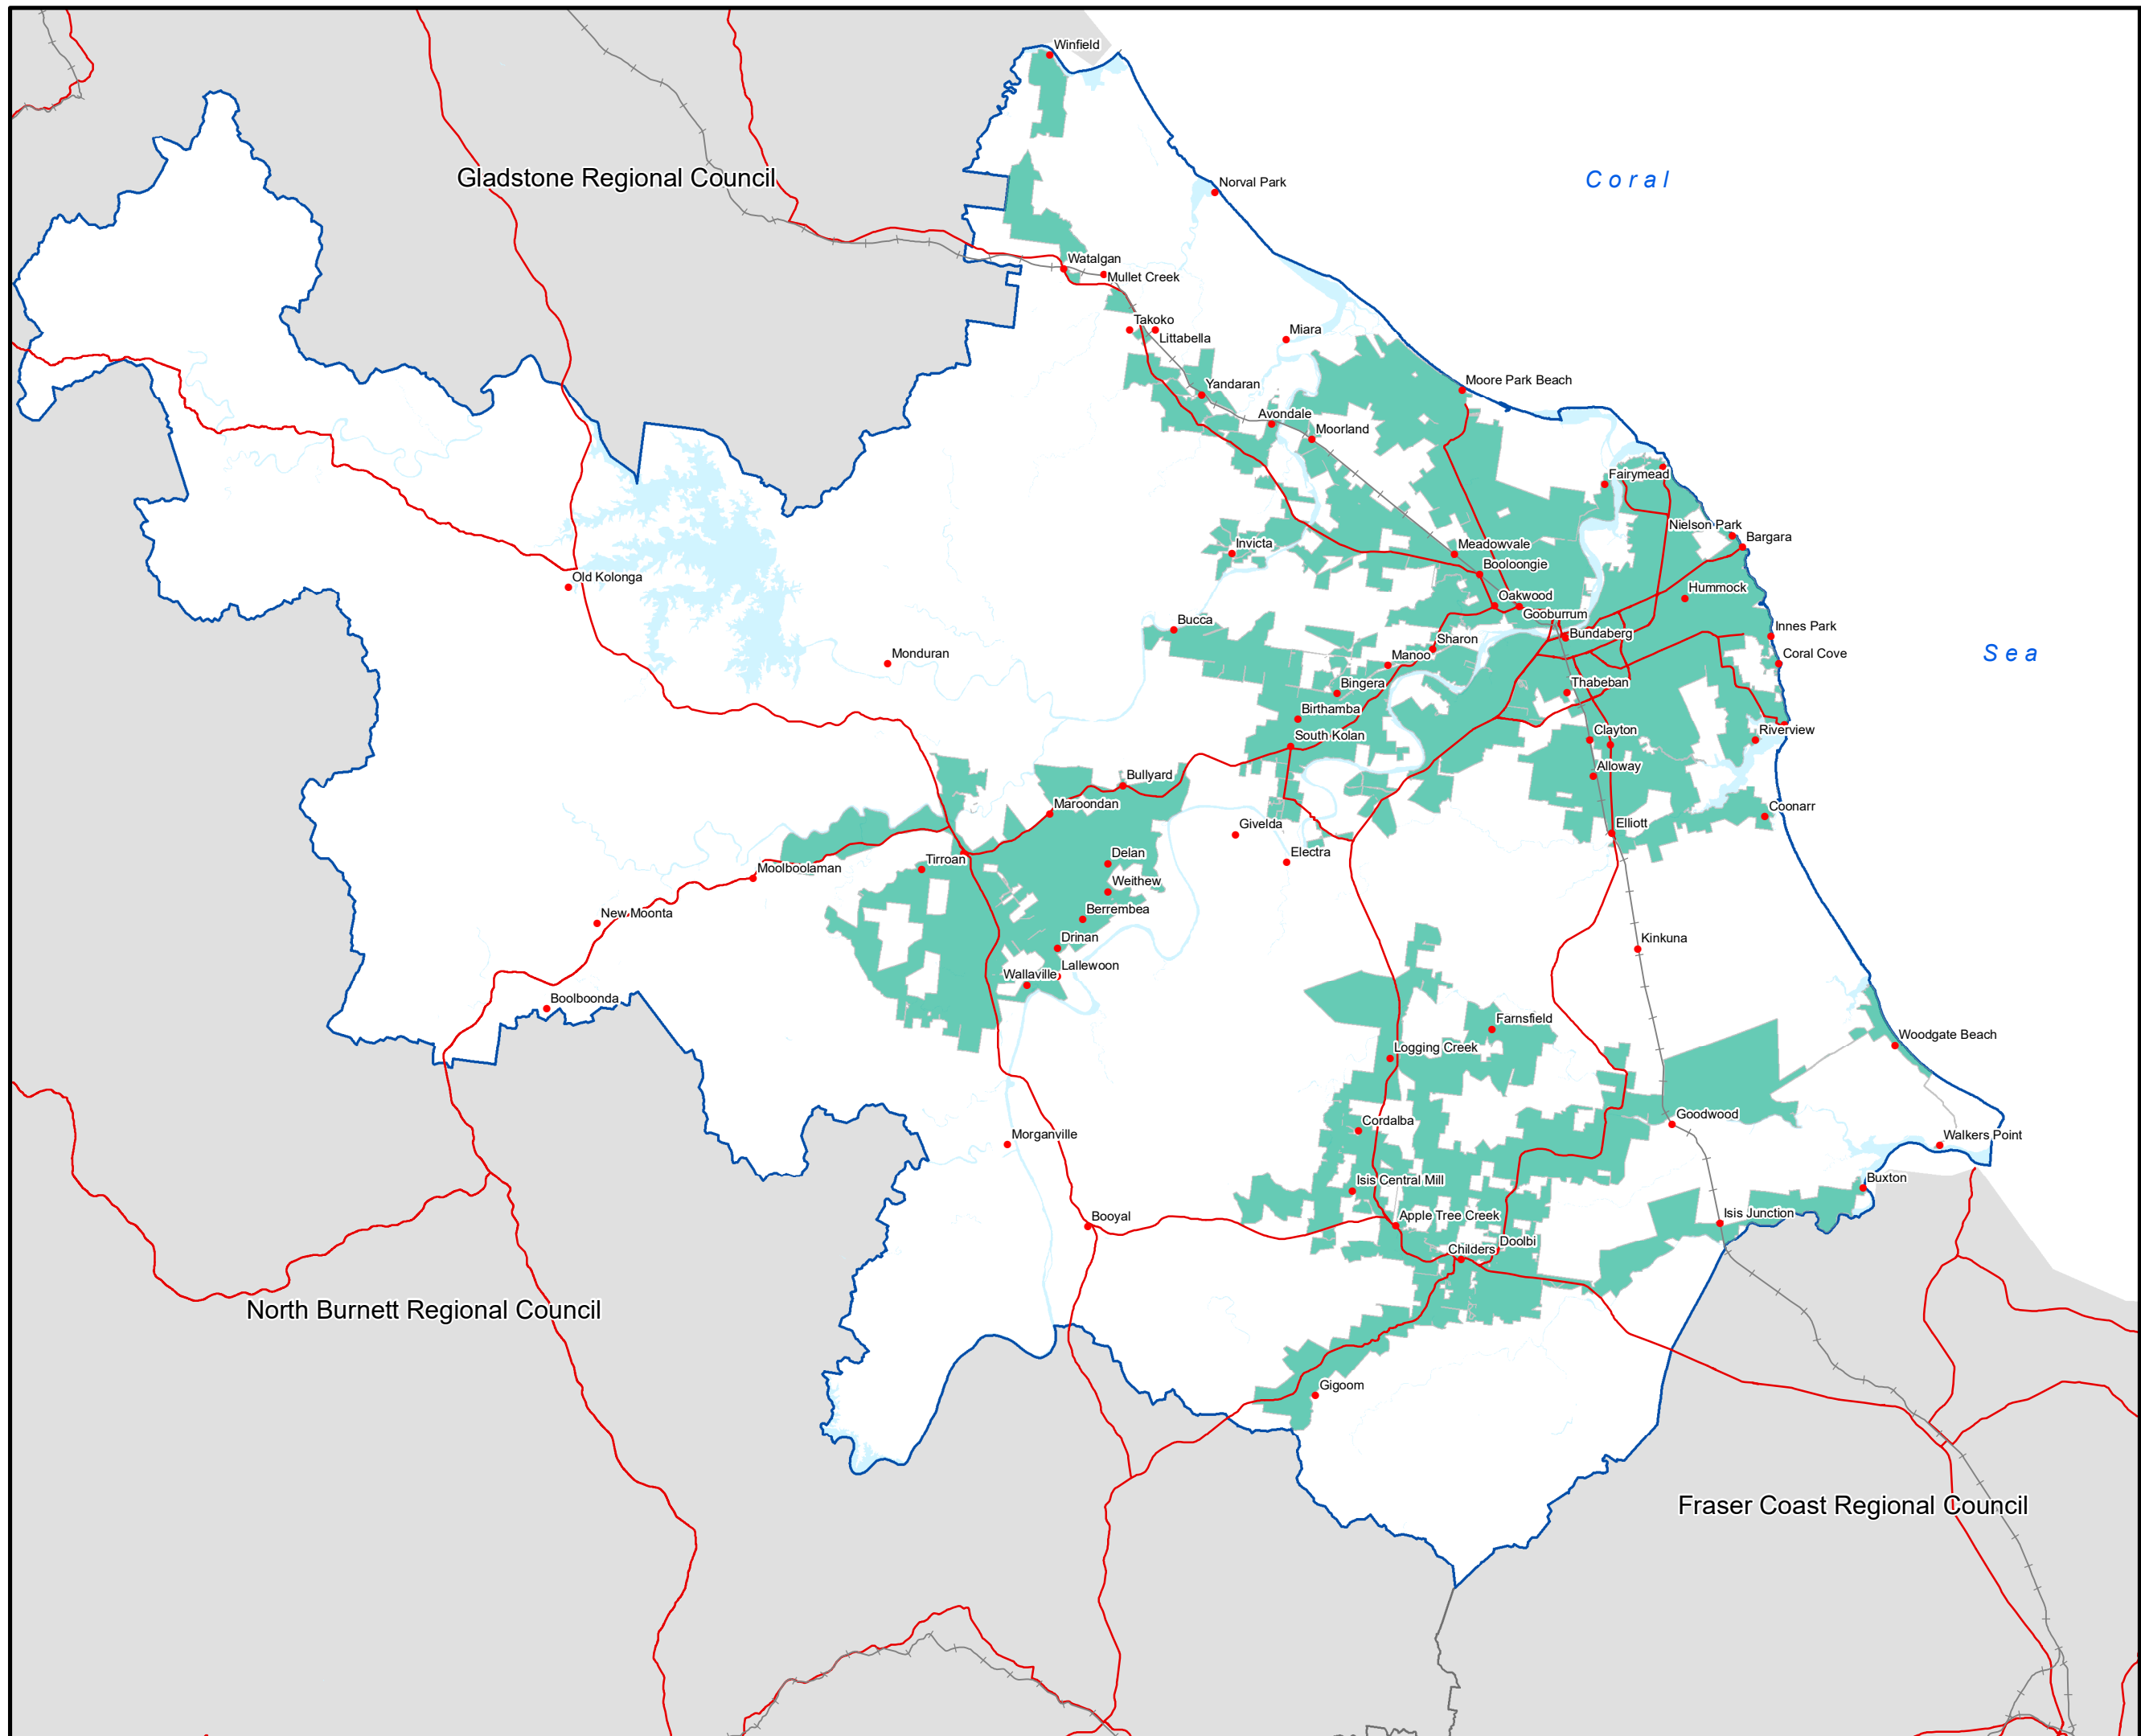 Winfield
Gladstone Regional Council
Norval Park
Coral
Watalgan
Mullet Creek
Takoko
Littabella
Miara
Yandaran
Moore Park Beach
Avondale
Moorland
Fairymead
Nielson Park
Bargara
Invicta
Meadowvale
Booloongie
Old Kolonga
Hummock
Oakwood
Gooburrum
Bucca
Innes Park
Bundaberg
Sharon
Sea
Monduran
Manoo
Coral Cove
Bingera
Thabeban
Birthamba
South Kolan
Clayton
Riverview
Alloway
Bullyard
Maroondan
Coonarr
Givelda
Elliott
Electra
Delan
Tirroan
Moolboolaman
Weithew
New Moonta
Berrembea
Drinan
Kinkuna
Lallewoon
Wallaville
Boolboonda
Farnsfield
Woodgate Beach
Logging Creek
Goodwood
Cordalba
Morganville
Walkers Point
Isis Central Mill
Buxton
Booyal
Apple Tree Creek
Isis Junction
Doolbi
Childers
North Burnett Regional Council
Gigoom
Fraser Coast Regional Council